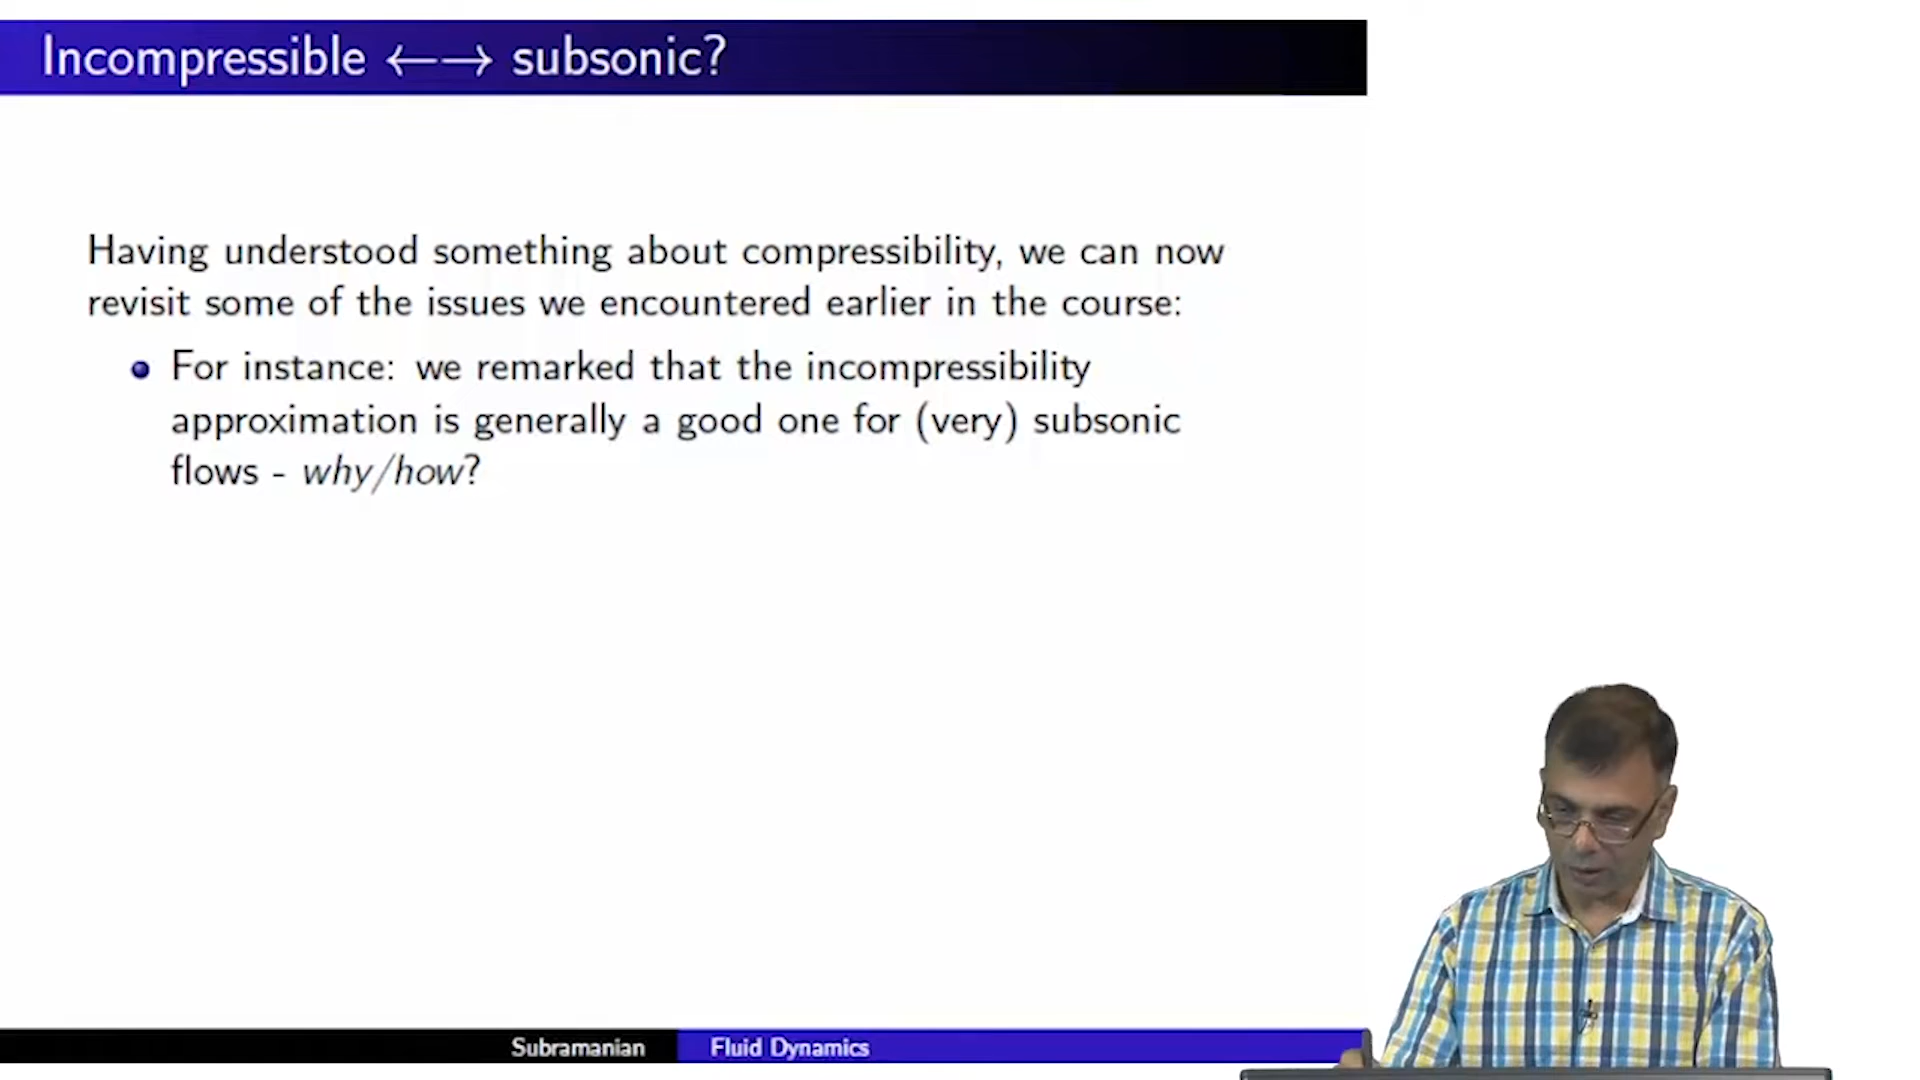 Incompressible ←→ subsonic?
Having understood something about compressibility, we can now
revisit some of the issues we encountered earlier in the course:
For instance: we remarked that the incompressibility
approximation is generally a good one for (very) subsonic
flows - why/how?
Subramanian
Fluid Dynamics